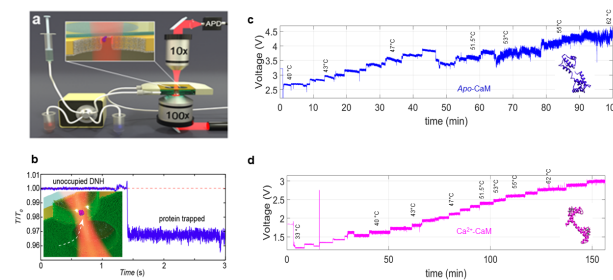 a
APD
10x
100x
b
unoccupied DNH
protein trapped
T/T₀
1.00
0.99
0.98
0.97
0.96
0
1
2
3
Time (s)
c
Voltage (V)
4.5
4
3.5
3
2.5
40°C
43°C
47°C
51.5°C
53°C
55°C
62°C
Apo-CaM
0
10
20
30
40
50
60
70
80
90
time (min)
d
Voltage (V)
3
2.5
2
1.5
33°C
40°C
43°C
47°C
51.5°C
53°C
55°C
62°C
Ca²⁺-CaM
0
50
100
150
time (min)